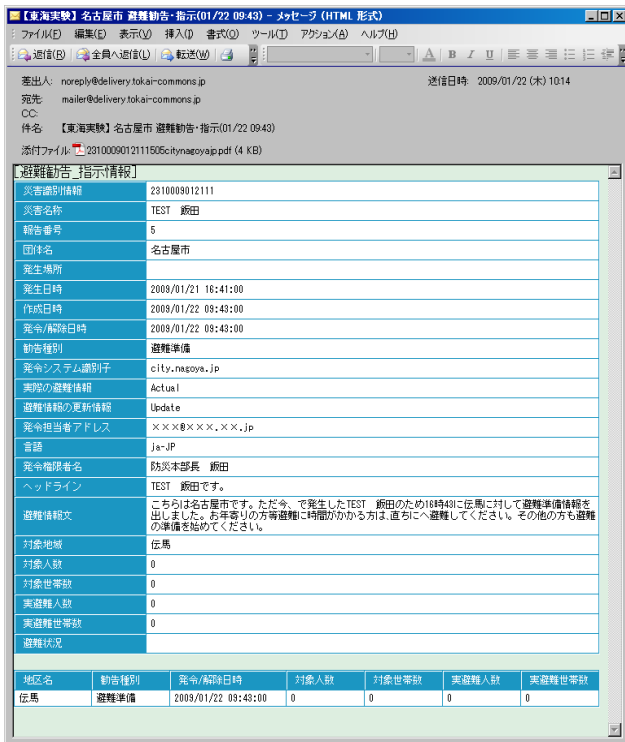 【東海実験】名古屋市 避難勧告・指示(01/22 09:43) - メッセージ (HTML 形式)
ファイル(F) 編集(E) 表示(V) 挿入(I) 書式(O) ツール(T) アクション(A) ヘルプ(H)
返信(R) 全員へ返信(L) 転送(W) A B I U
差出人: noreply@delivery.tokai-commons.jp 送信日時: 2009/01/22 (木) 10:14
宛先: mailer@delivery.tokai-commons.jp
CC:
件名: 【東海実験】名古屋市 避難勧告・指示(01/22 09:43)
添付ファイル: 2310009012111505citynagoyajp.pdf (4 KB)
[避難勧告_指示情報]
災害識別情報 2310009012111
災害名称 TEST 飯田
報告番号 5
団体名 名古屋市
発生場所
発生日時 2009/01/21 16:41:00
作成日時 2009/01/22 09:43:00
発令/解除日時 2009/01/22 09:43:00
勧告種別 避難準備
発令システム識別子 city.nagoya.jp
実際の避難情報 Actual
避難情報の更新情報 Update
発令担当者アドレス ×××@×××.××.jp
言語 ja-JP
発令権限者名 防災本部長 飯田
ヘッドライン TEST 飯田です。
避難情報文 こちらは名古屋市です。ただ今、で発生したTEST 飯田のため16時43に伝馬に対して避難準備情報を
出しました。お年寄りの方等避難に時間がかかる方は、直ちにへ避難してください。その他の方も避難
の準備を始めてください。
対象地域 伝馬
対象人数 0
対象世帯数 0
実避難人数 0
実避難世帯数 0
避難状況
地区名 勧告種別 発令/解除日時 対象人数 対象世帯数 実避難人数 実避難世帯数
伝馬 避難準備 2009/01/22 09:43:00 0 0 0 0